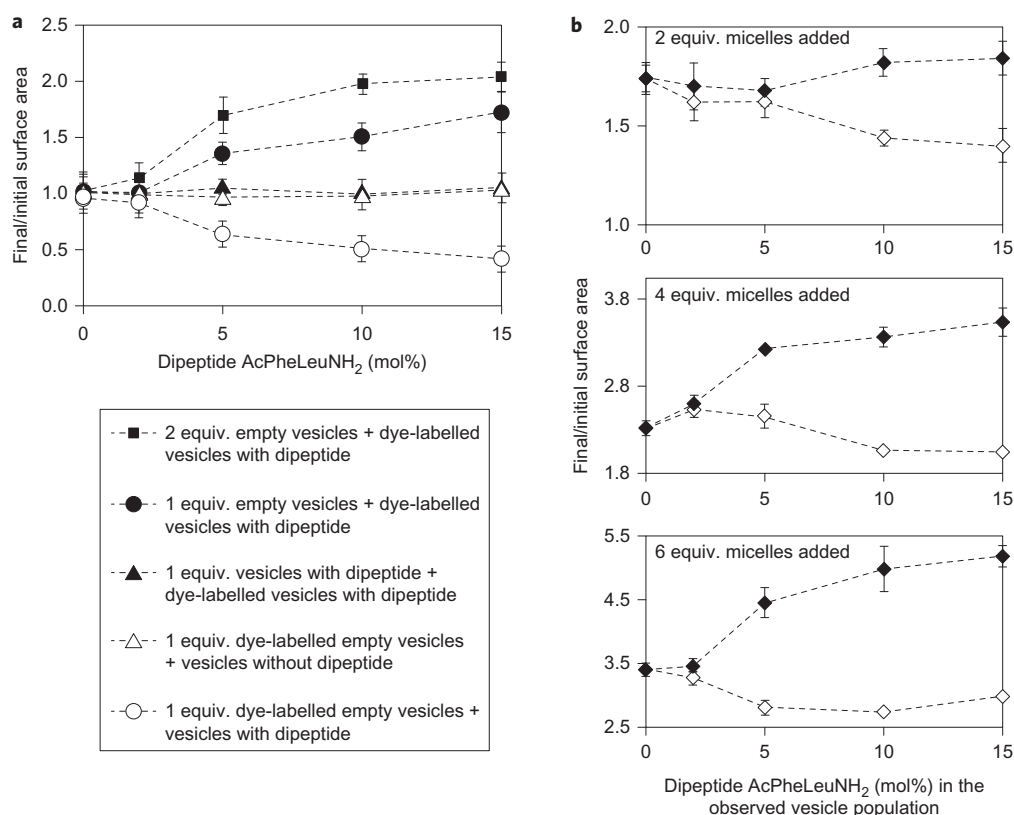 a
2.5
2.0
1.5
1.0
0.5
0.0
Final/initial surface area
0
5
10
15
Dipeptide AcPheLeuNH₂ (mol%)
2 equiv. empty vesicles + dye-labelled
vesicles with dipeptide
1 equiv. empty vesicles + dye-labelled
vesicles with dipeptide
1 equiv. vesicles with dipeptide +
dye-labelled vesicles with dipeptide
1 equiv. dye-labelled empty vesicles
+ vesicles without dipeptide
1 equiv. dye-labelled empty vesicles +
vesicles with dipeptide
b
2 equiv. micelles added
2.0
1.5
1.0
0
5
10
15
4 equiv. micelles added
3.8
2.8
1.8
0
5
10
15
Final/initial surface area
6 equiv. micelles added
5.5
4.5
3.5
2.5
0
5
10
15
Dipeptide AcPheLeuNH₂ (mol%) in the
observed vesicle population